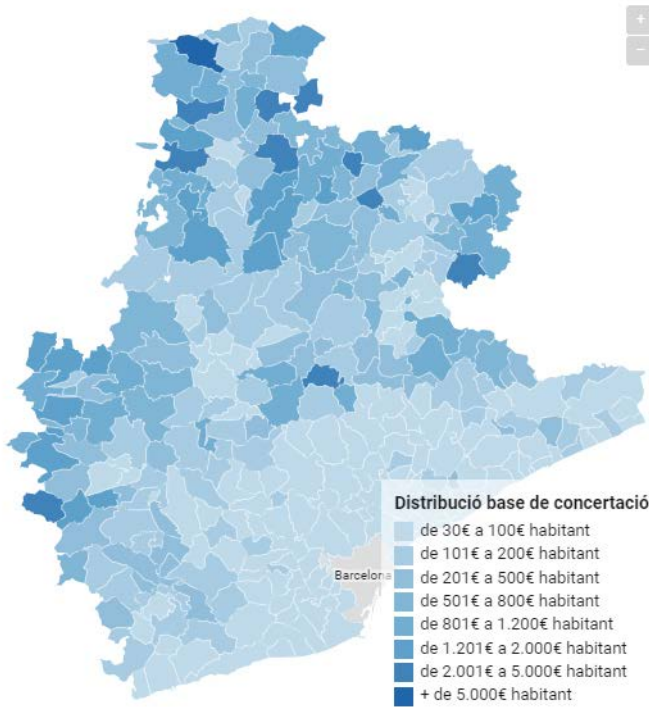 +
−
Distribució base de concertació
de 30€ a 100€ habitant
de 101€ a 200€ habitant
de 201€ a 500€ habitant
Barcelona
de 501€ a 800€ habitant
de 801€ a 1.200€ habitant
de 1.201€ a 2.000€ habitant
de 2.001€ a 5.000€ habitant
+ de 5.000€ habitant